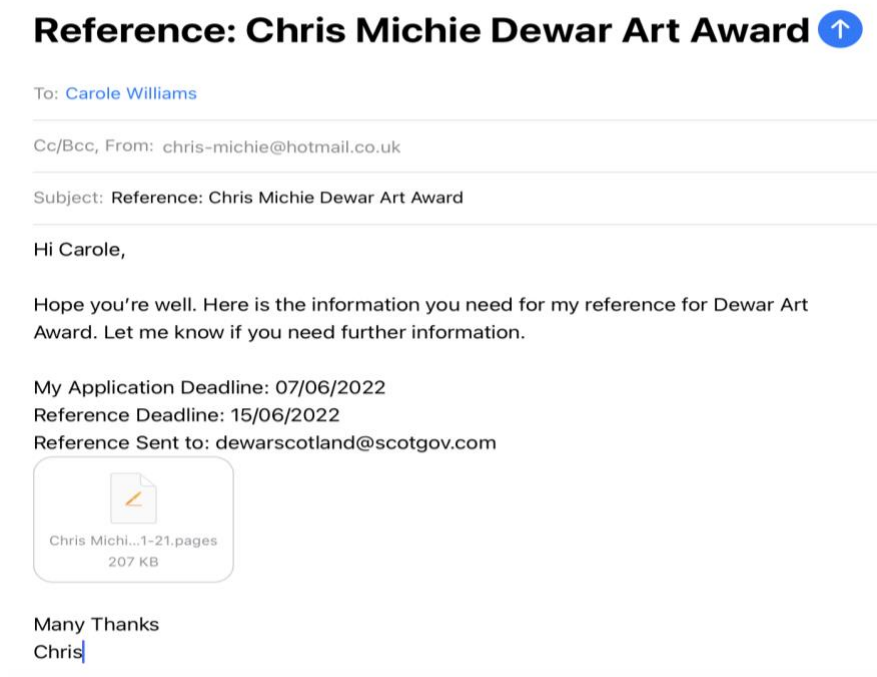 Reference: Chris Michie Dewar Art Award
To: Carole Williams
Cc/Bcc, From: chris-michie@hotmail.co.uk
Subject: Reference: Chris Michie Dewar Art Award
Hi Carole,
Hope you're well. Here is the information you need for my reference for Dewar Art
Award. Let me know if you need further information.
My Application Deadline: 07/06/2022
Reference Deadline: 15/06/2022
Reference Sent to: dewarscotland@scotgov.com
Chris Michi...1-21.pages
207 KB
Many Thanks
Chris